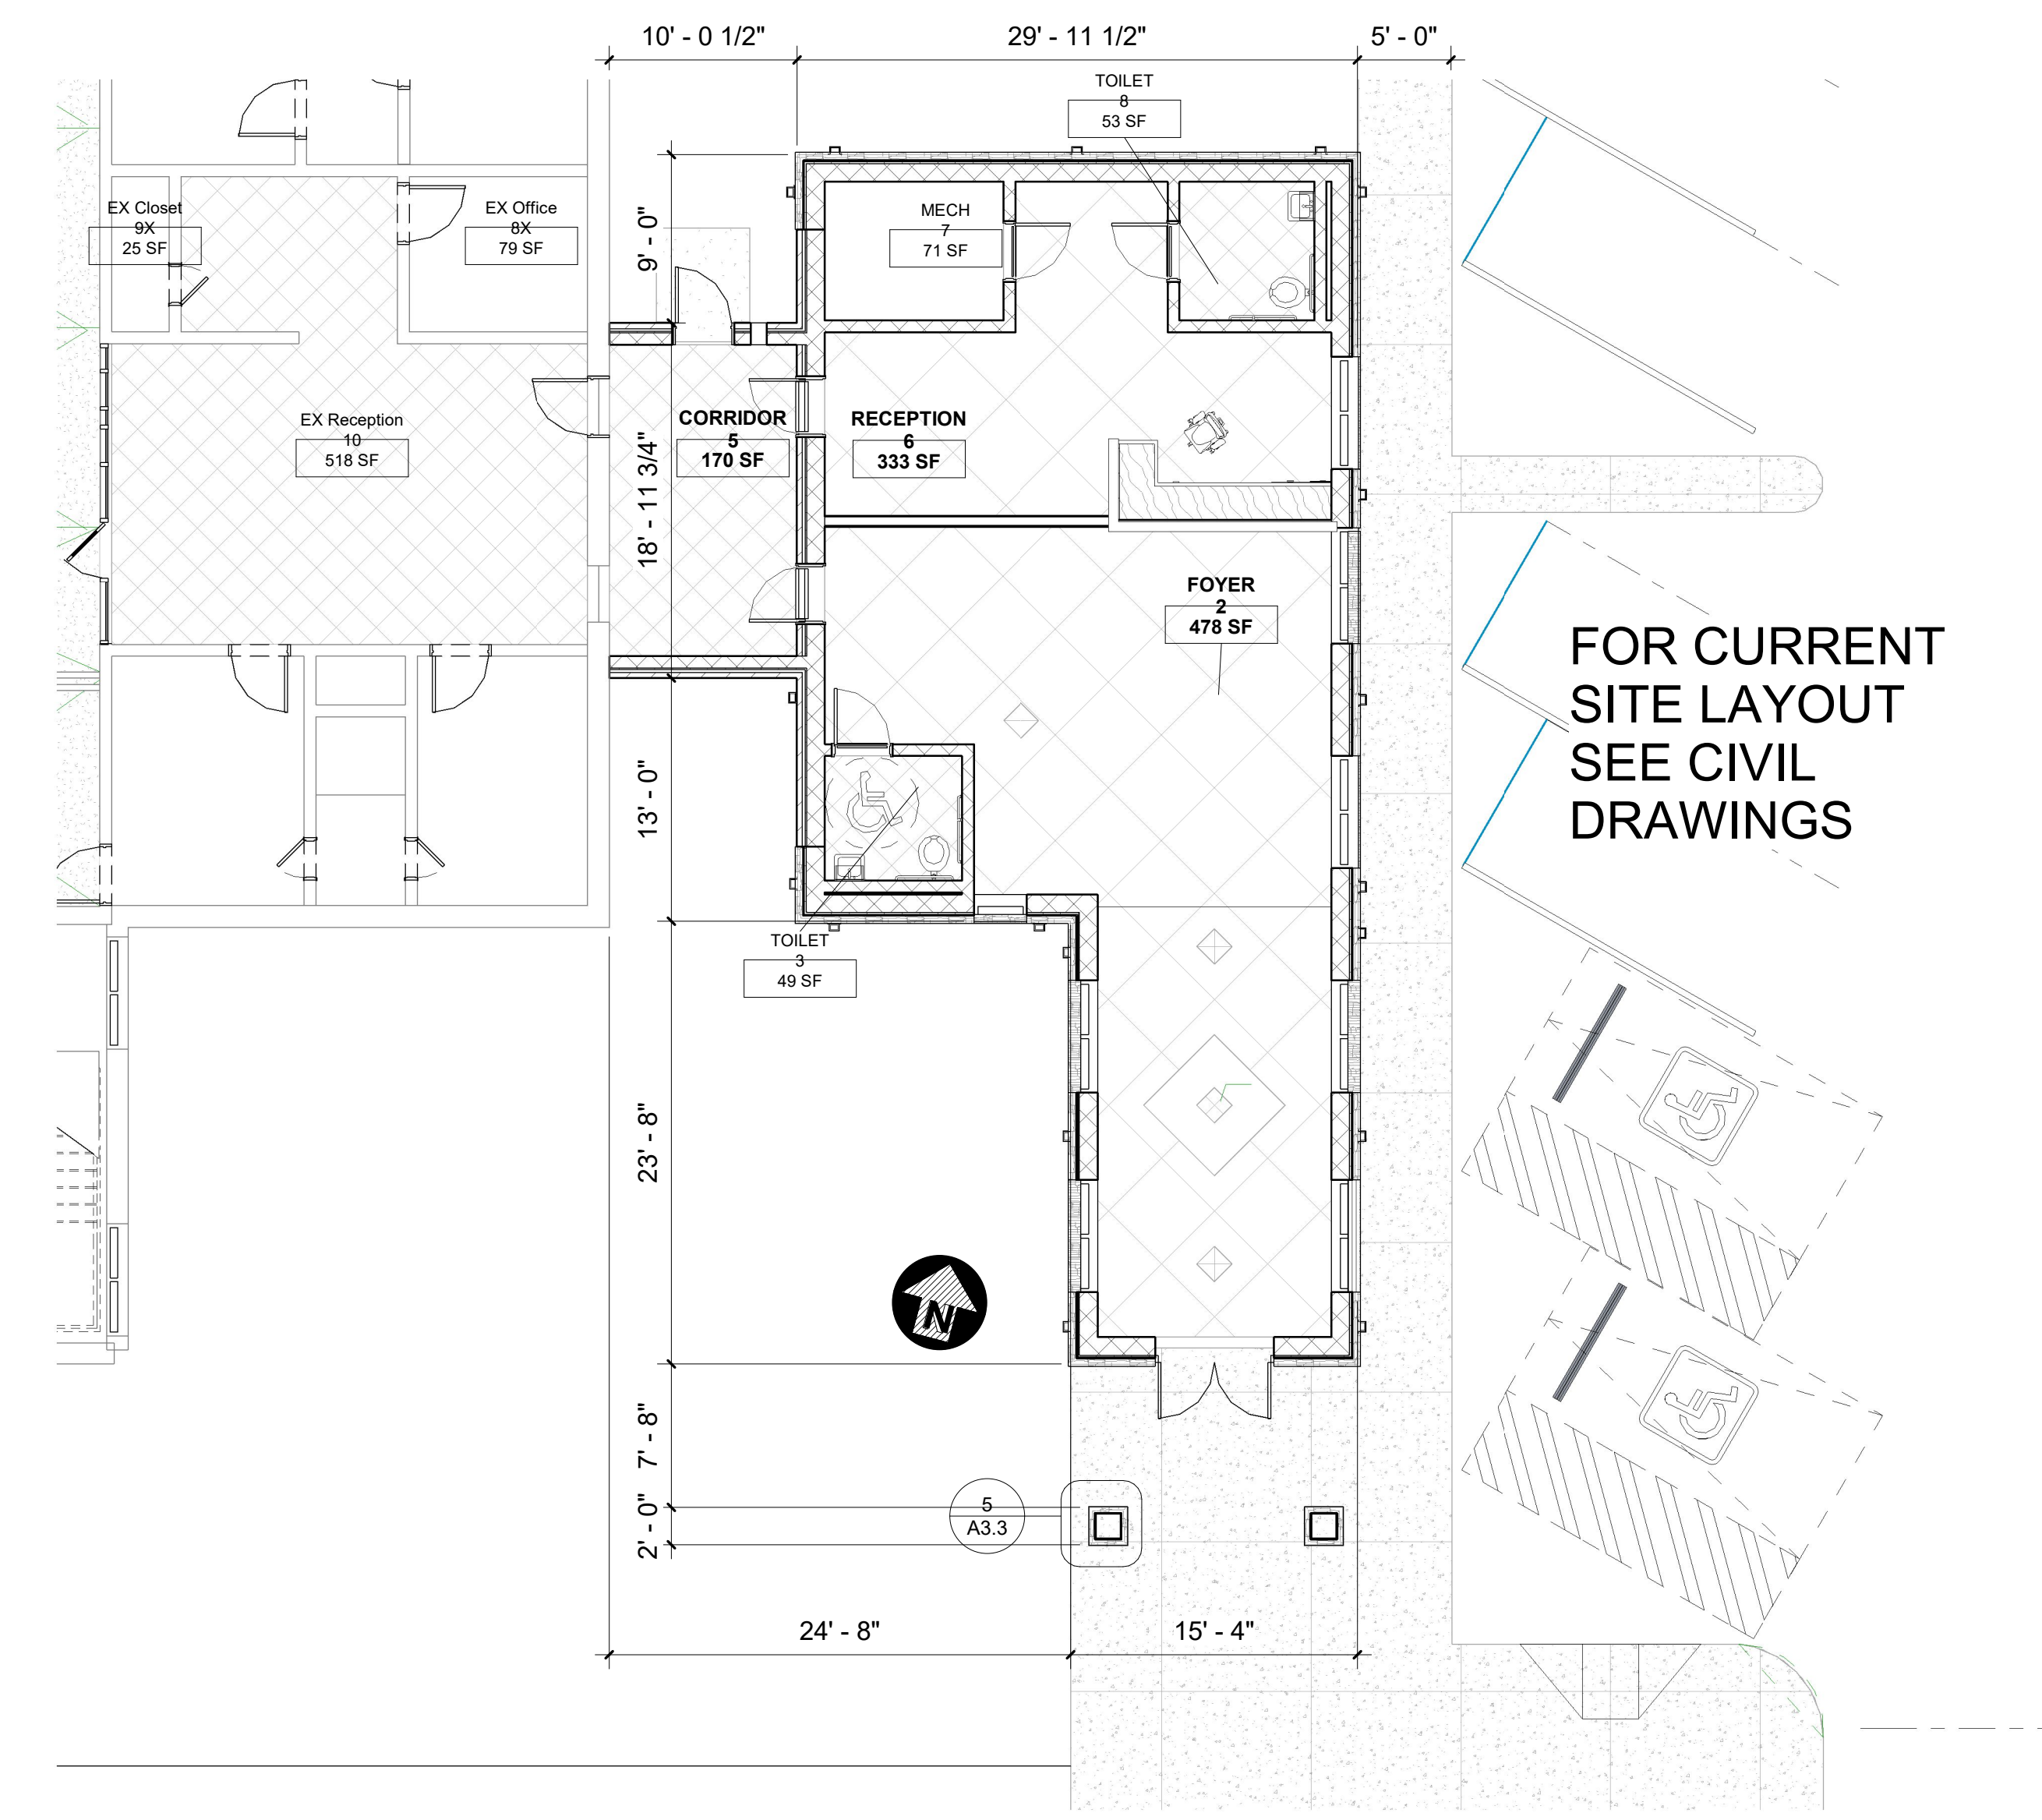 10' - 0 1/2"
29' - 11 1/2"
5' - 0"
TOILET
8
53 SF
EX Closet
9X
25 SF
EX Office
8X
79 SF
9' - 0"
MECH
7
71 SF
EX Reception
10
518 SF
CORRIDOR
5
170 SF
RECEPTION
6
333 SF
18' - 11 3/4"
FOYER
2
478 SF
FOR CURRENT
SITE LAYOUT
SEE CIVIL
DRAWINGS
13' - 0"
TOILET
3
49 SF
23' - 8"
N
7' - 8"
2' - 0"
5
A3.3
24' - 8"
15' - 4"